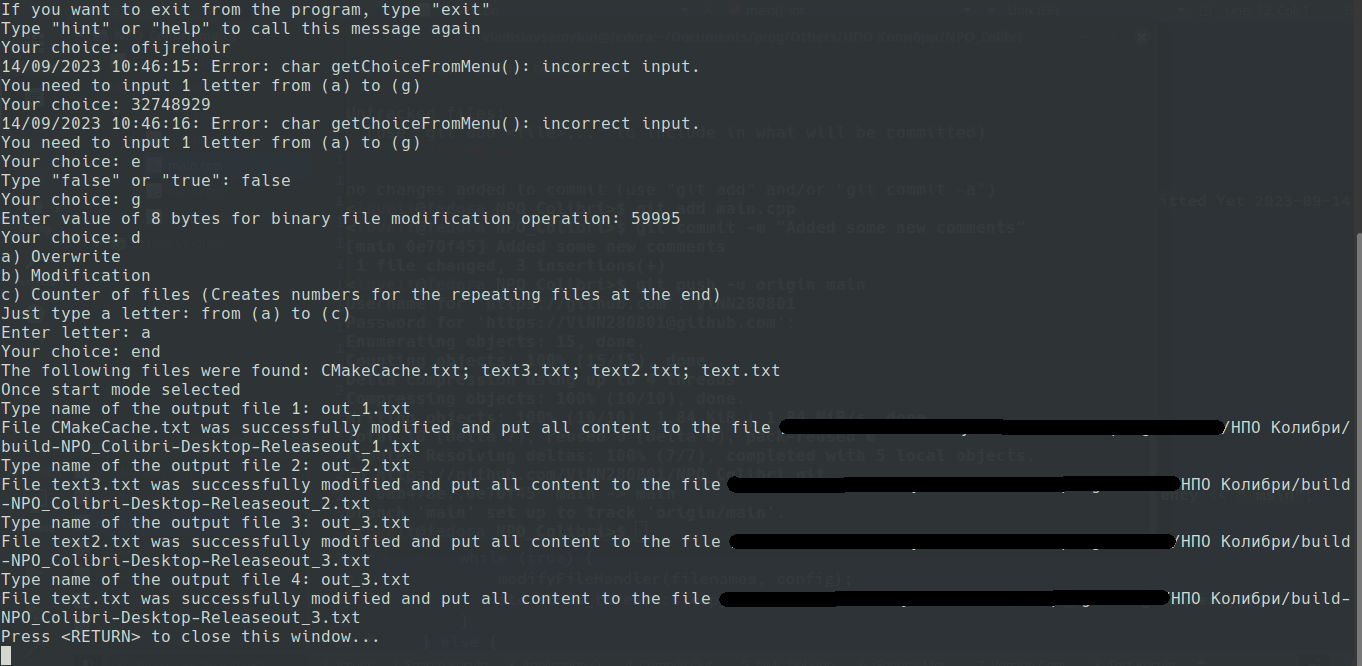 If you want to exit from the program, type "exit"
Type "hint" or "help" to call this message again
Your choice: ofijrehoir
14/09/2023 10:46:15: Error: char getChoiceFromMenu(): incorrect input.
You need to input 1 letter from (a) to (g)
Your choice: 32748929
14/09/2023 10:46:16: Error: char getChoiceFromMenu(): incorrect input.
You need to input 1 letter from (a) to (g)
Your choice: e
Type "false" or "true": false
Your choice: g
Enter value of 8 bytes for binary file modification operation: 59995
Your choice: d
a) Overwrite
b) Modification
c) Counter of files (Creates numbers for the repeating files at the end)
Just type a letter: from (a) to (c)
Enter letter: a
Your choice: end
The following files were found: CMakeCache.txt; text3.txt; text2.txt; text.txt
Once start mode selected
Type name of the output file 1: out_1.txt
File CMakeCache.txt was successfully modified and put all content to the file /НПО Колибри/
build-NPO_Colibri-Desktop-Releaseout_1.txt
Type name of the output file 2: out_2.txt
File text3.txt was successfully modified and put all content to the file НПО Колибри/build
-NPO_Colibri-Desktop-Releaseout_2.txt
Type name of the output file 3: out_3.txt
File text2.txt was successfully modified and put all content to the file /НПО Колибри/build
-NPO_Colibri-Desktop-Releaseout_3.txt
Type name of the output file 4: out_3.txt
File text.txt was successfully modified and put all content to the file НПО Колибри/build-
NPO_Colibri-Desktop-Releaseout_3.txt
Press <RETURN> to close this window...